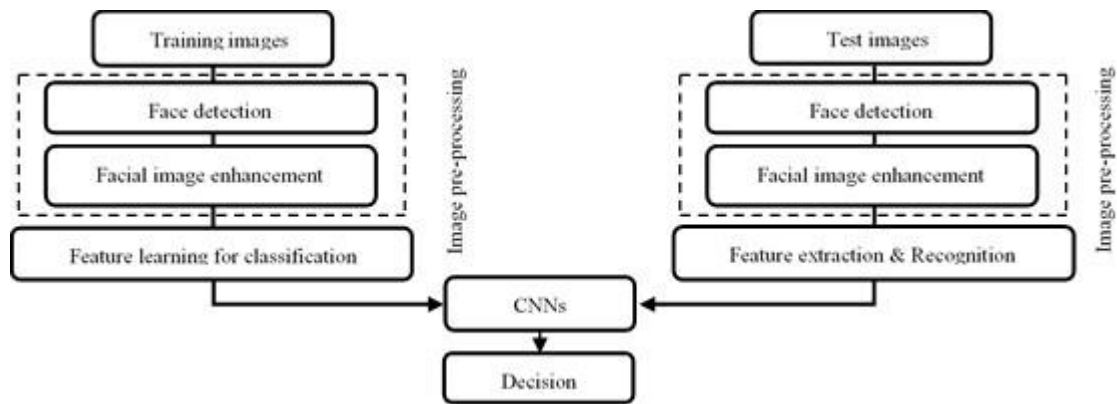 Training images
Face detection
Facial image enhancement
Image pre-processing
Feature learning for classification
Test images
Face detection
Facial image enhancement
Image pre-processing
Feature extraction & Recognition
CNNs
Decision